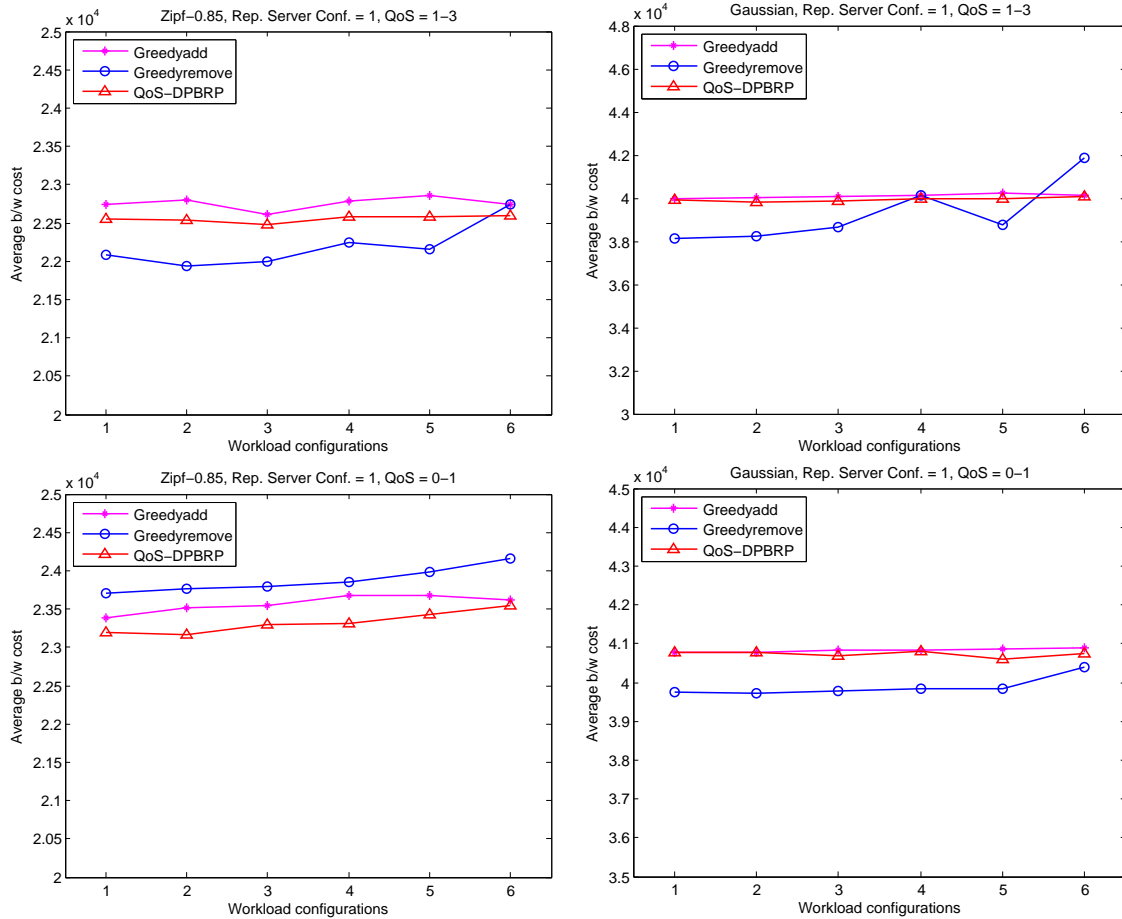 Zipf−0.85, Rep. Server Conf. = 1, QoS = 1−3
x 10^4
2.5
2.45
2.4
2.35
2.3
2.25
2.2
2.15
2.1
2.05
2
Average b/w cost
Greedyadd
Greedyremove
QoS−DPBRP
1 2 3 4 5 6
Workload configurations
Gaussian, Rep. Server Conf. = 1, QoS = 1−3
x 10^4
4.8
4.6
4.4
4.2
4
3.8
3.6
3.4
3.2
3
Average b/w cost
Greedyadd
Greedyremove
QoS−DPBRP
1 2 3 4 5 6
Workload configurations
Zipf−0.85, Rep. Server Conf. = 1, QoS = 0−1
x 10^4
2.5
2.45
2.4
2.35
2.3
2.25
2.2
2.15
2.1
2.05
2
Average b/w cost
Greedyadd
Greedyremove
QoS−DPBRP
1 2 3 4 5 6
Workload configurations
Gaussian, Rep. Server Conf. = 1, QoS = 0−1
x 10^4
4.5
4.4
4.3
4.2
4.1
4
3.9
3.8
3.7
3.6
3.5
Average b/w cost
Greedyadd
Greedyremove
QoS−DPBRP
1 2 3 4 5 6
Workload configurations